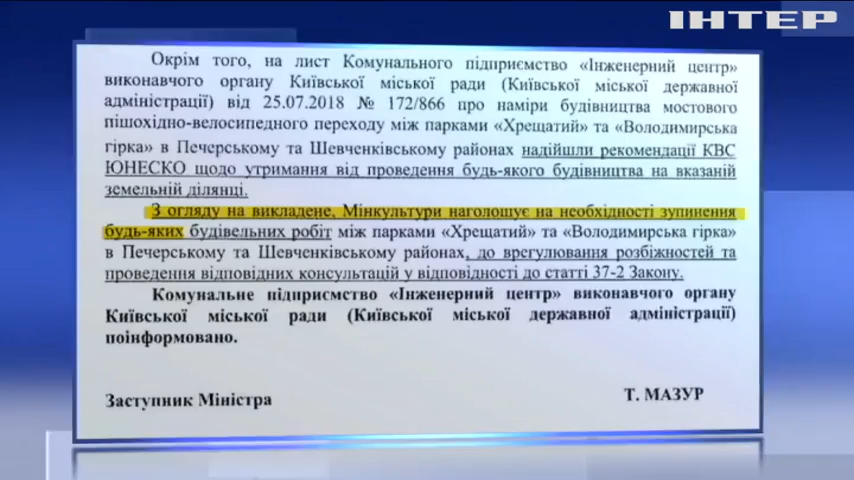 ІНТЕР
Окрім того, на лист Комунального підприємство «Інженерний центр»
виконавчого органу Київської міської ради (Київської міської державної
адміністрації) від 25.07.2018 № 172/866 про наміри будівництва мостового
пішохідно-велосипедного переходу між парками «Хрещатий» та «Володимирська
гірка» в Печерському та Шевченківському районах надійшли рекомендації КВС
ЮНЕСКО щодо утримання від проведення будь-якого будівництва на вказаній
земельній ділянці.
З огляду на викладене, Мінкультури наголошує на необхідності зупинення
будь-яких будівельних робіт між парками «Хрещатий» та «Володимирська гірка»
в Печерському та Шевченківському районах, до врегулювання розбіжностей та
проведення відповідних консультацій у відповідності до статті 37-2 Закону.
Комунальне підприємство «Інженерний центр» виконавчого органу
Київської міської ради (Київської міської державної адміністрації)
поінформовано.
Заступник Міністра
Т. МАЗУР